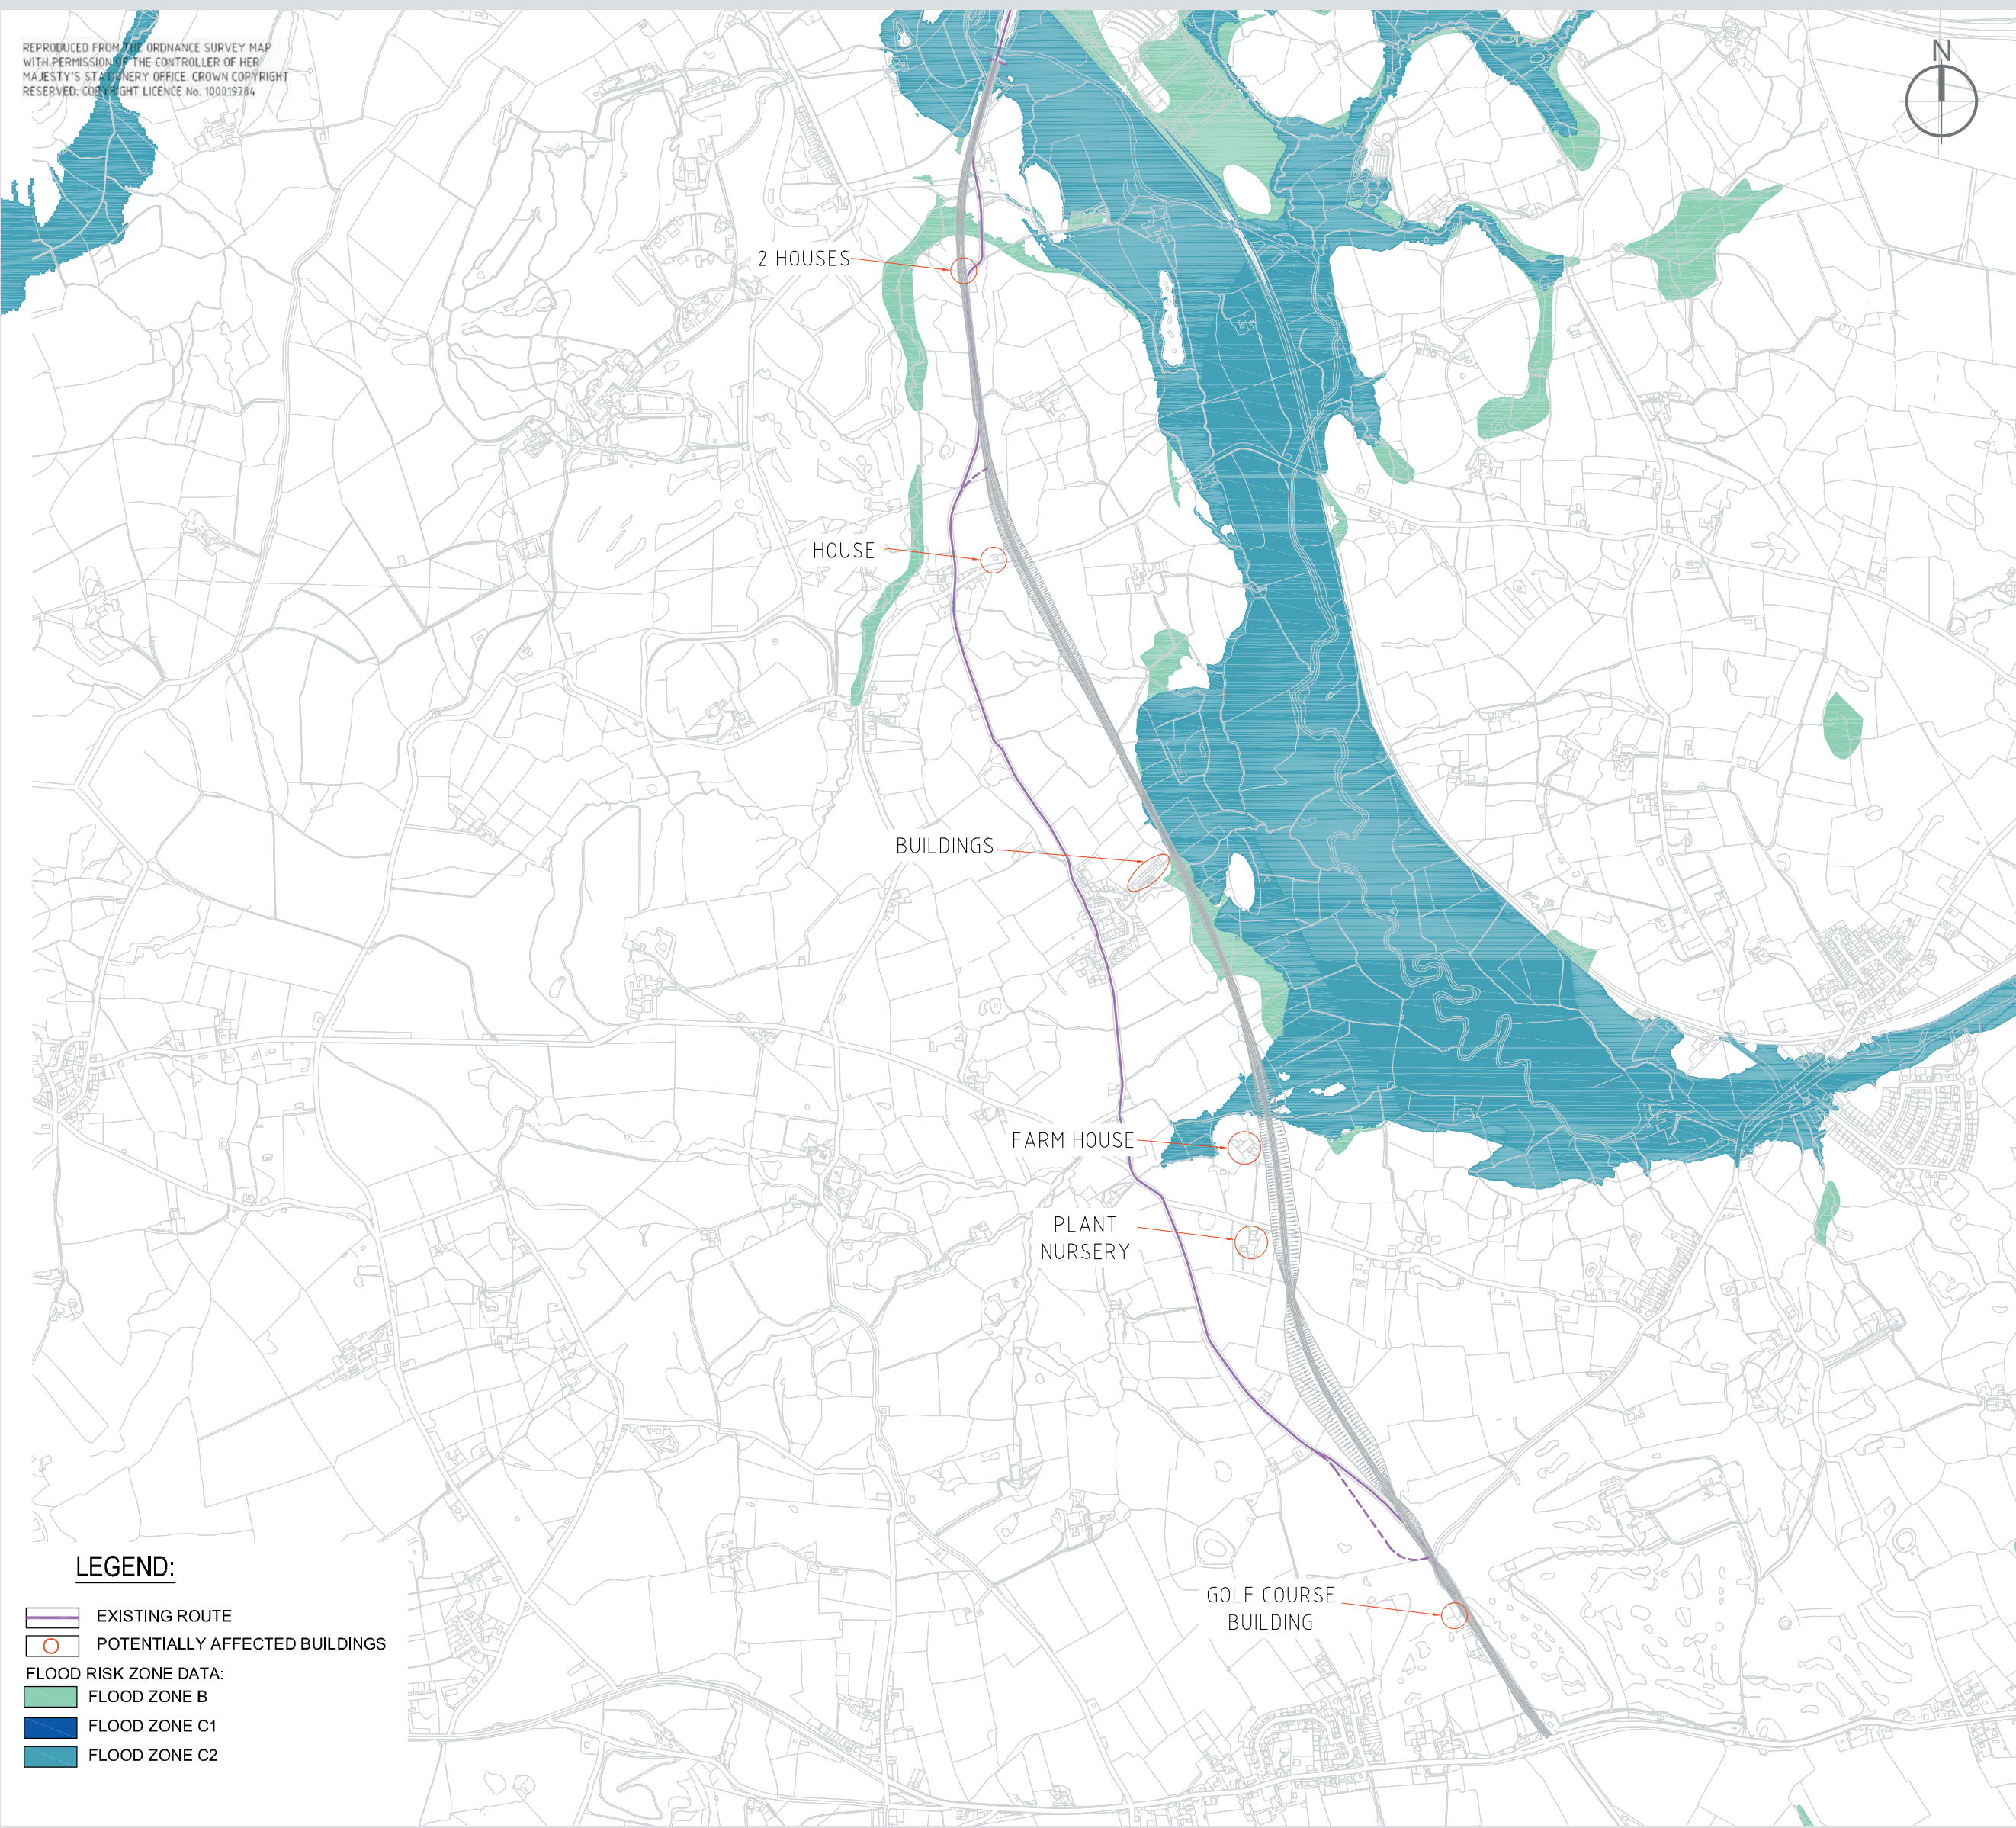 REPRODUCED FROM THE ORDNANCE SURVEY MAP
WITH PERMISSION OF THE CONTROLLER OF HER
MAJESTY'S STATIONERY OFFICE. CROWN COPYRIGHT
RESERVED. COPYRIGHT LICENCE No. 100019784
N
2 HOUSES
HOUSE
BUILDINGS
FARM HOUSE
PLANT
NURSERY
GOLF COURSE
BUILDING
LEGEND:
EXISTING ROUTE
POTENTIALLY AFFECTED BUILDINGS
FLOOD RISK ZONE DATA:
FLOOD ZONE B
FLOOD ZONE C1
FLOOD ZONE C2